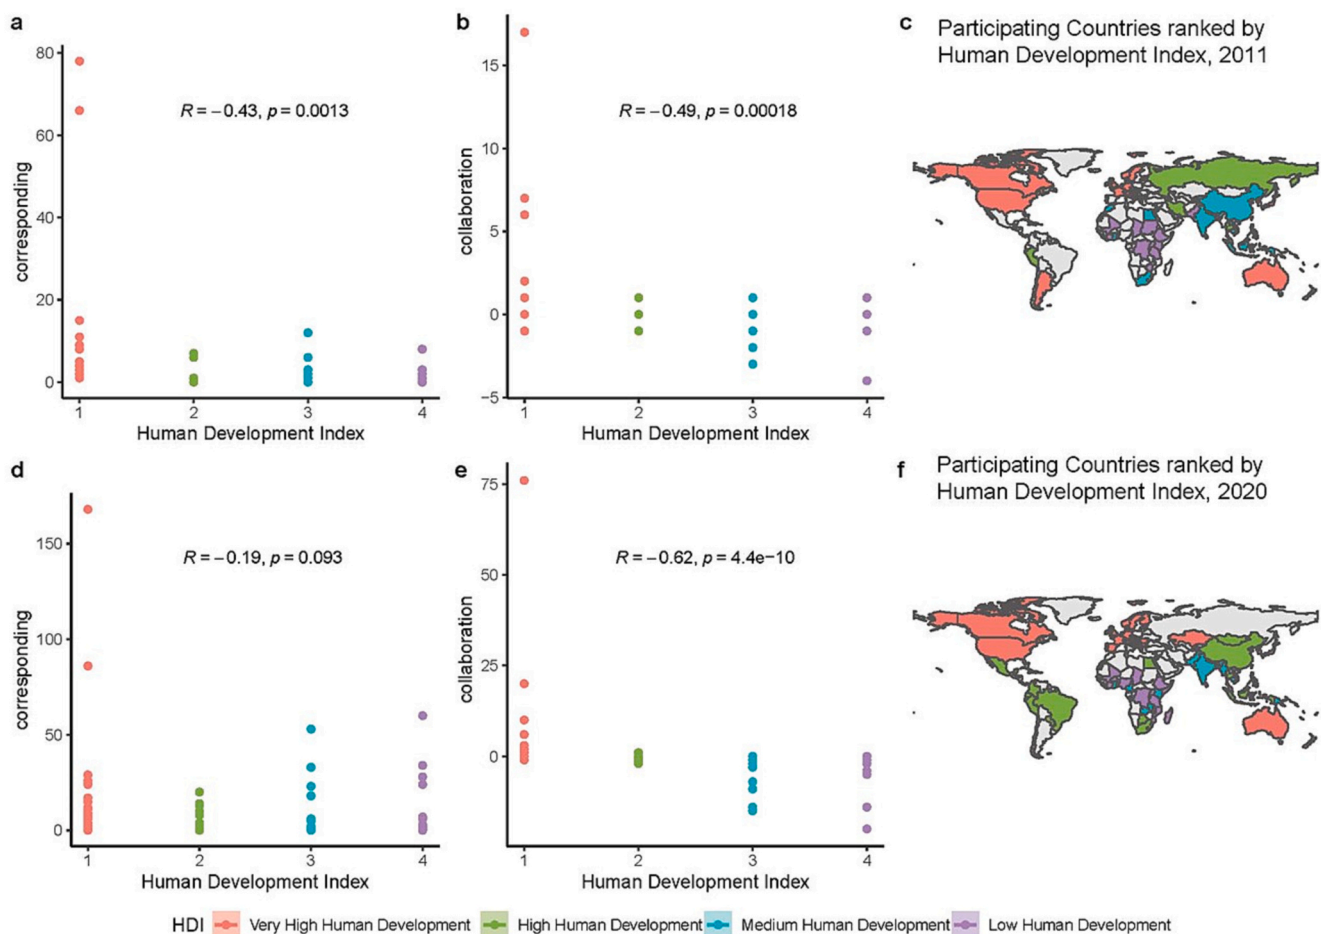 a
80
60
40
20
0
corresponding
R = −0.43, p = 0.0013
1 2 3 4
Human Development Index
b
15
10
5
0
−5
collaboration
R = −0.49, p = 0.00018
1 2 3 4
Human Development Index
c Participating Countries ranked by
Human Development Index, 2011
d
150
100
50
0
corresponding
R = −0.19, p = 0.093
1 2 3 4
Human Development Index
e
75
50
25
0
collaboration
R = −0.62, p = 4.4e−10
1 2 3 4
Human Development Index
f Participating Countries ranked by
Human Development Index, 2020
HDI Very High Human Development High Human Development Medium Human Development Low Human Development